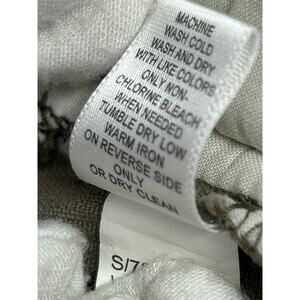 MACHINE
WASH COLD
WASH AND DRY
WITH LIKE COLORS
ONLY NON-
CHLORINE BLEACH
WHEN NEEDED
TUMBLE DRY LOW
WARM IRON
ON REVERSE SIDE
ONLY
OR DRY CLEAN